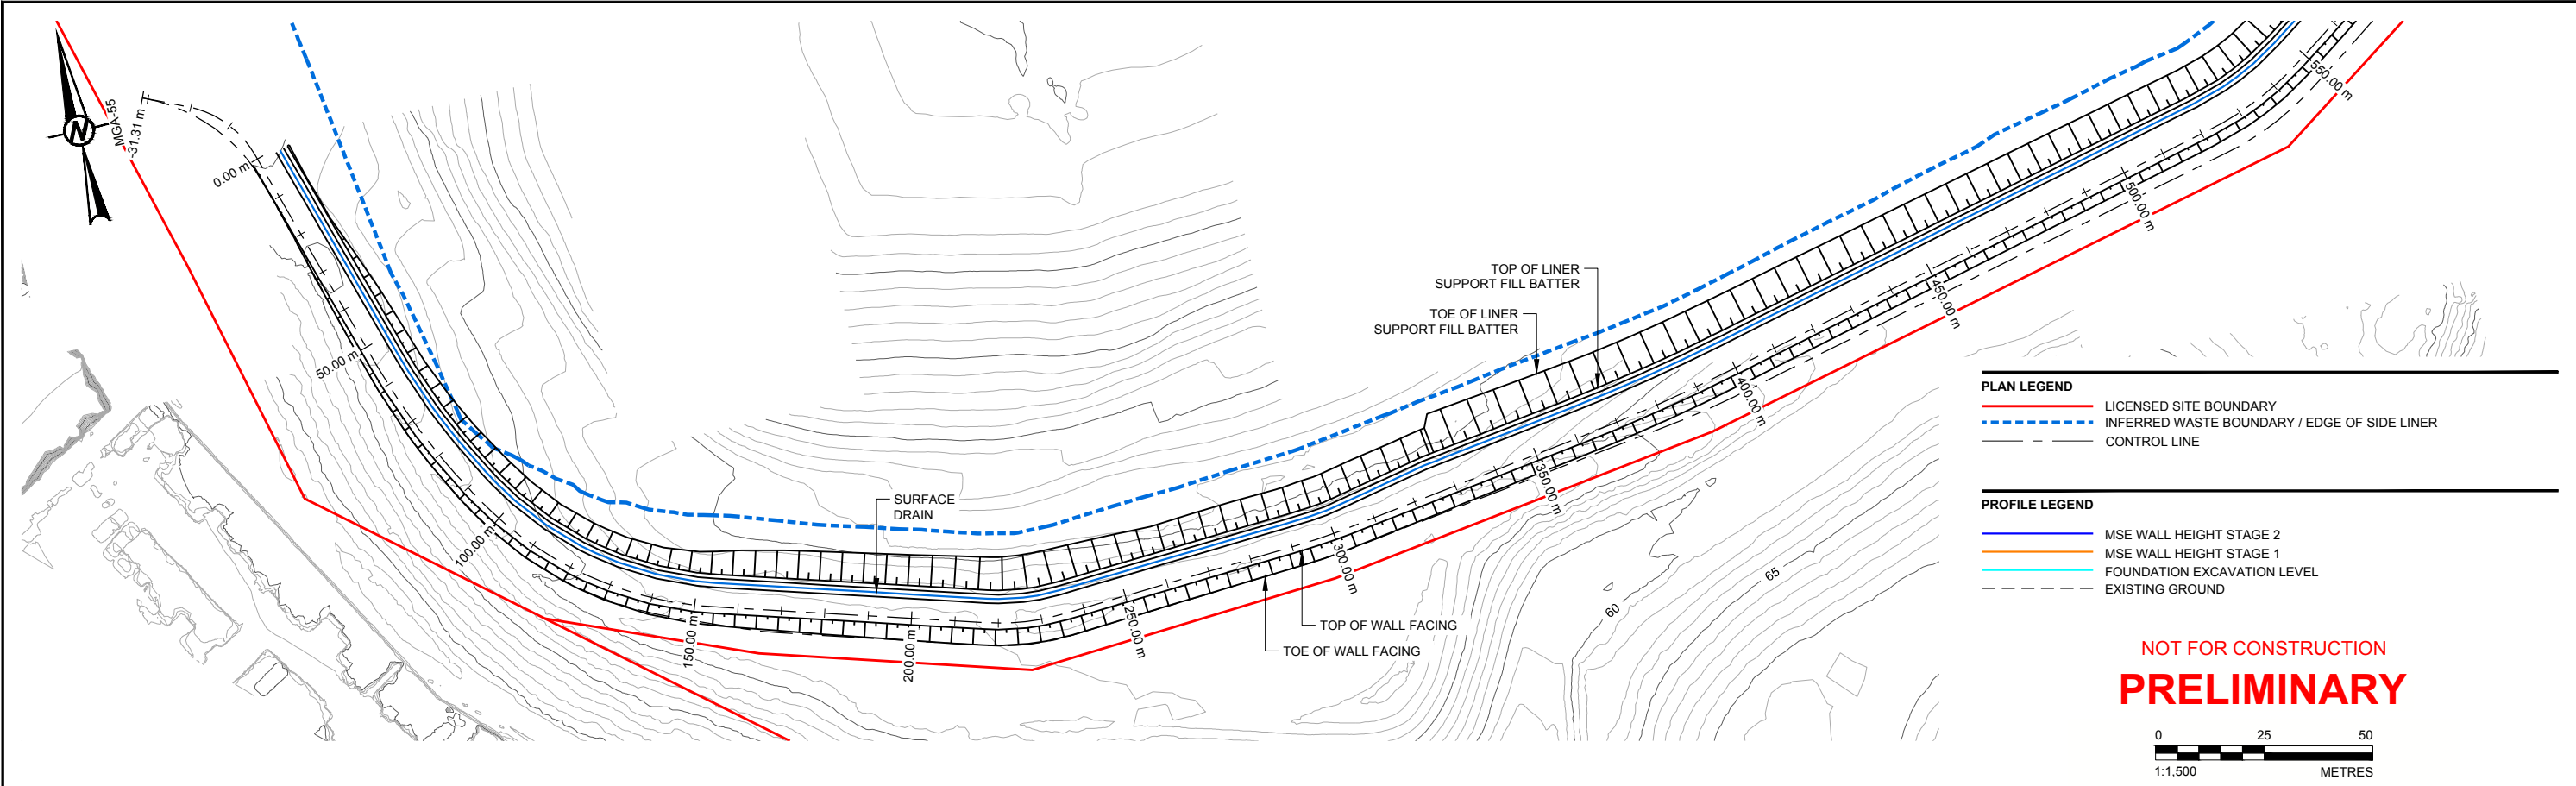 MGA-55
N
-31.31 m
0.00 m
50.00 m
100.00 m
150.00 m
200.00 m
250.00 m
300.00 m
350.00 m
400.00 m
450.00 m
500.00 m
550.00 m
SURFACE
DRAIN
TOP OF LINER
SUPPORT FILL BATTER
TOE OF LINER
SUPPORT FILL BATTER
TOP OF WALL FACING
TOE OF WALL FACING
60
65
PLAN LEGEND
LICENSED SITE BOUNDARY
INFERRED WASTE BOUNDARY / EDGE OF SIDE LINER
CONTROL LINE
PROFILE LEGEND
MSE WALL HEIGHT STAGE 2
MSE WALL HEIGHT STAGE 1
FOUNDATION EXCAVATION LEVEL
EXISTING GROUND
NOT FOR CONSTRUCTION
PRELIMINARY
0 25 50
1:1,500 METRES